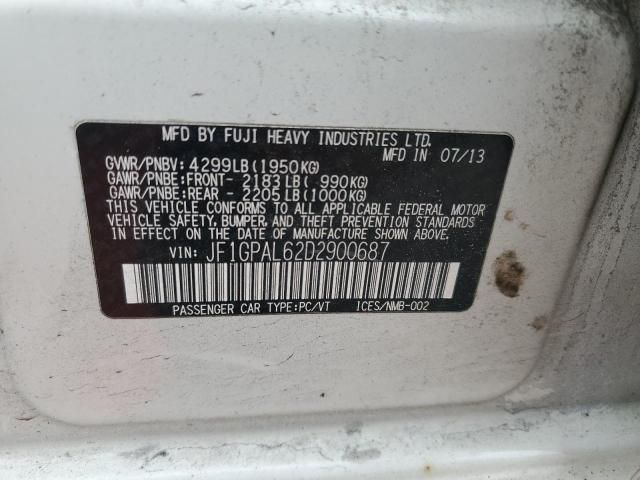 MFD BY FUJI HEAVY INDUSTRIES LTD.
MFD IN 07/13
GVWR/PNBV: 4299LB(1950KG)
GAWR/PNBE:FRONT- 2183LB( 990KG)
GAWR/PNBE:REAR - 2205LB(1000KG)
THIS VEHICLE CONFORMS TO ALL APPLICABLE FEDERAL MOTOR
VEHICLE SAFETY, BUMPER, AND THEFT PREVENTION STANDARDS
IN EFFECT ON THE DATE OF MANUFACTURE SHOWN ABOVE.
VIN: JF1GPAL62D2900687
PASSENGER CAR TYPE:PC/VT ICES/NMB-002